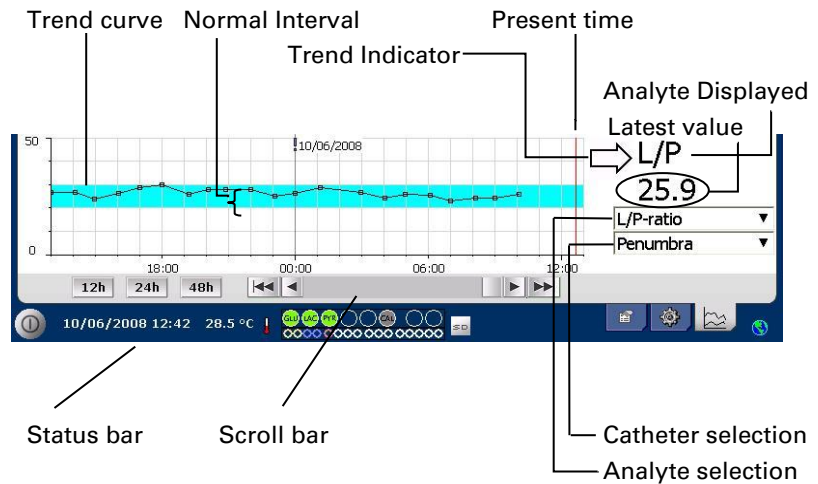 Trend curve
Normal Interval
Present time
Trend Indicator
Analyte Displayed
Latest value
50
10/06/2008
L/P
25.9
L/P-ratio
Penumbra
0
18:00
00:00
06:00
12:00
12h
24h
48h
10/06/2008 12:42
28.5 °C
GLU
LAC
PYR
CAL
SD
Status bar
Scroll bar
Catheter selection
Analyte selection